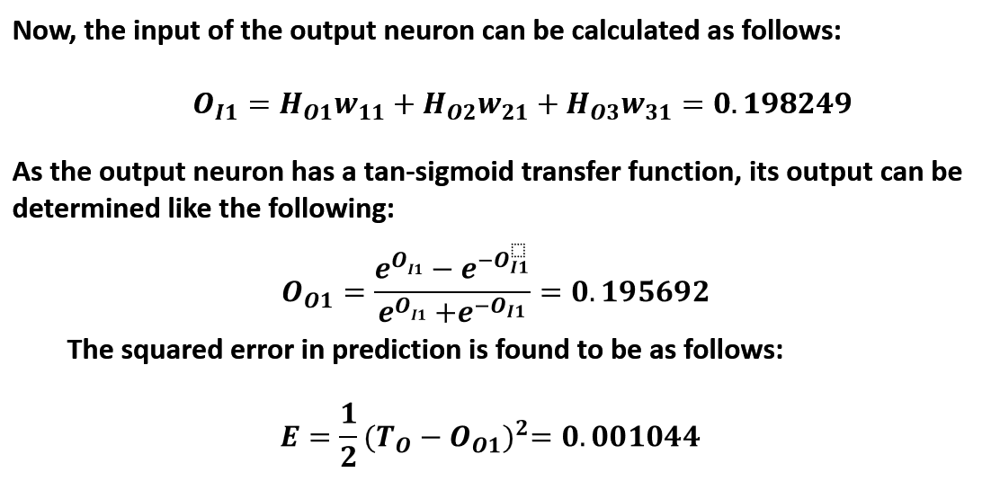 Now, the input of the output neuron can be calculated as follows:
O_{I1} = H_{O1}w_{11} + H_{O2}w_{21} + H_{O3}w_{31} = 0.198249
As the output neuron has a tan-sigmoid transfer function, its output can be
determined like the following:
O_{O1} = \frac{e^{O_{I1}} − e^{−O_{I1}^{⬚}}}{e^{O_{I1}} + e^{−O_{I1}}} = 0.195692
The squared error in prediction is found to be as follows:
E = \frac{1}{2}(T_O − O_{O1})^2 = 0.001044